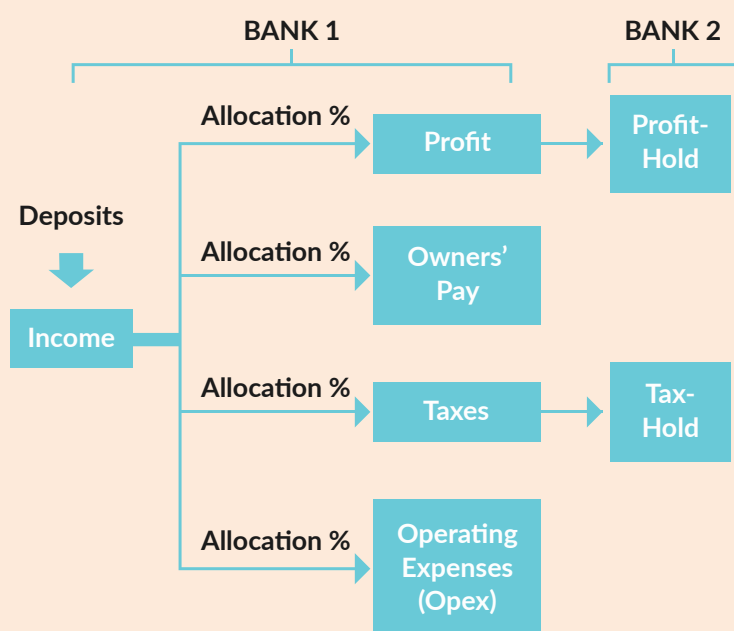 BANK 1
BANK 2
Allocation %
Profit
Profit-
Hold
Deposits
Allocation %
Owners’
Pay
Income
Allocation %
Taxes
Tax-
Hold
Allocation %
Operating
Expenses
(Opex)